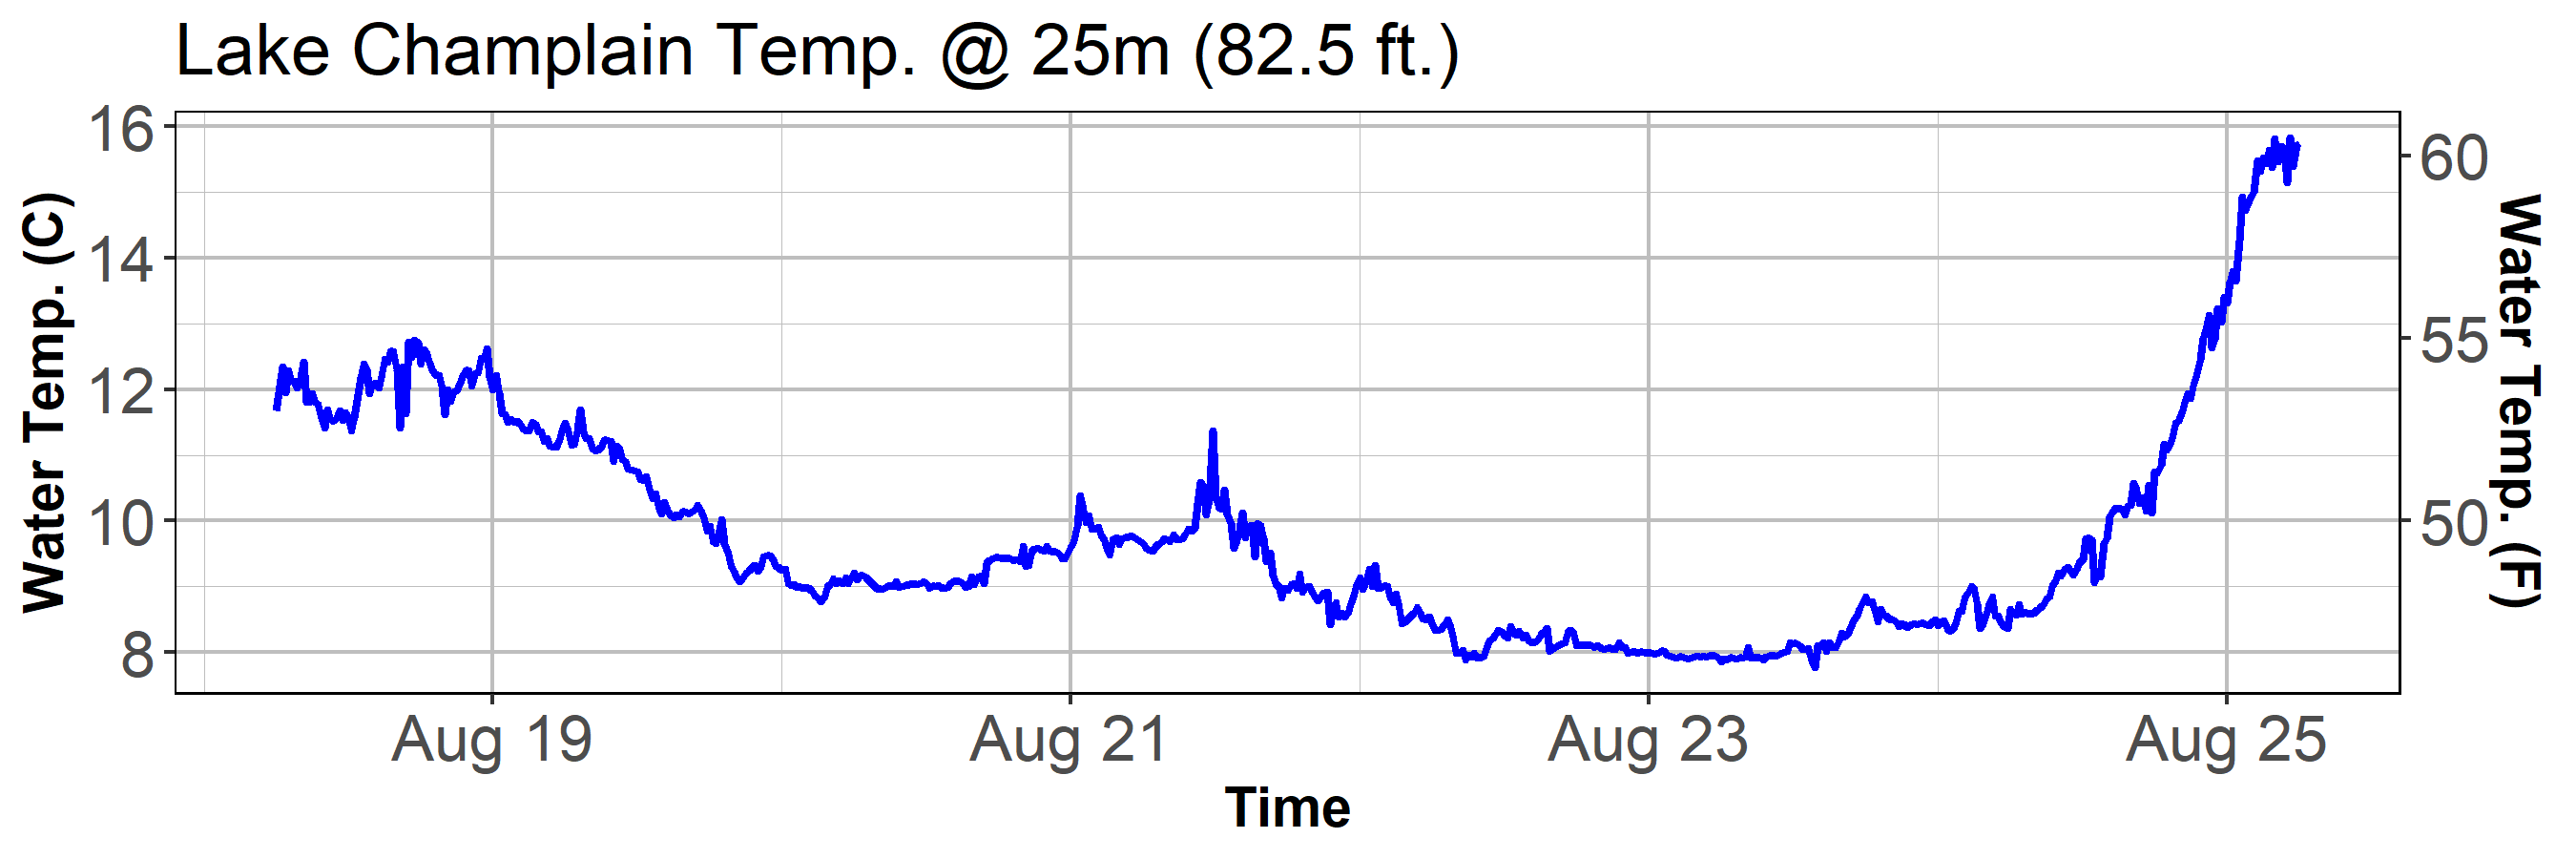 Lake Champlain Temp. @ 25m (82.5 ft.)
Water Temp. (C)
16
14
12
10
8
60
55
50
Water Temp. (F)
Aug 19
Aug 21
Aug 23
Aug 25
Time